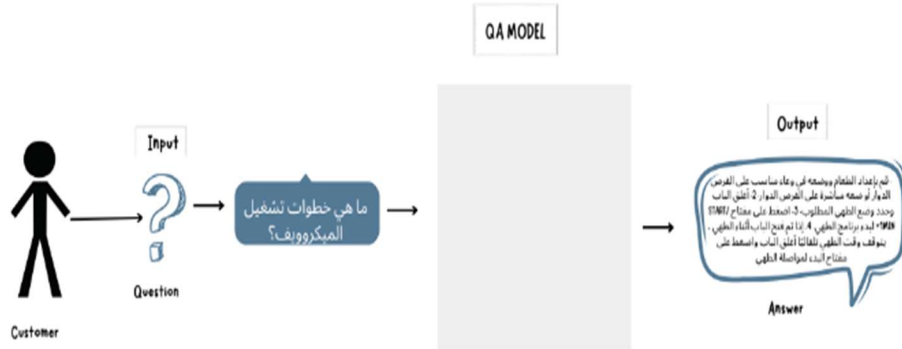 QA MODEL
Input
Output
ما هي خطوات تشغيل
الميكروويف؟
قم بإعداد الطعام ووضعه في وعاء مناسب على القرص
الدوار أو ضعه مباشرة على القرص الدوار 2- أغلق الباب
وحدد وضع الطهي المطلوب، 3- اضغط على مفتاح START/
+1MIN لبدء برنامج الطهي. 4. إذا تم فتح الباب أثناء الطهي ،
يتوقف وقت الطهي تلقائيًا أغلق الباب واضغط على
مفتاح البدء لمواصلة الطهي
Question
Answer
Customer